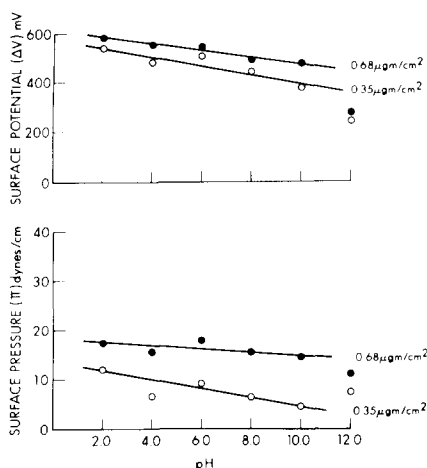 SURFACE POTENTIAL (ΔV) mV
600
400
200
0
0.68μgm/cm²
0.35μgm/cm²
SURFACE PRESSURE (π) dynes/cm
40
30
20
10
0
0.68μgm/cm²
0.35μgm/cm²
2.0 4.0 6.0 8.0 10.0 12.0
pH